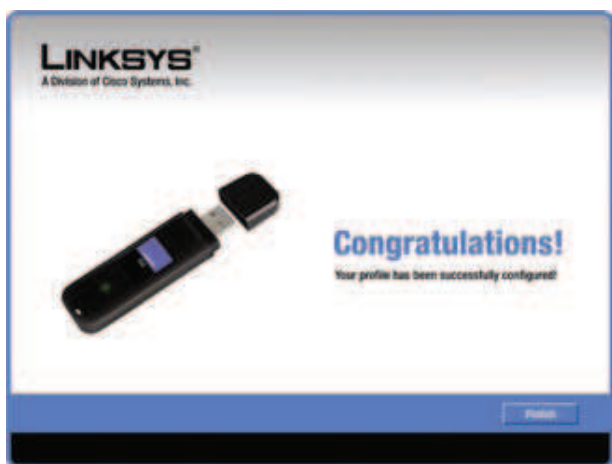 LINKSYS®
A Division of Cisco Systems, Inc.
Congratulations!
Your profile has been successfully configured!
Finish